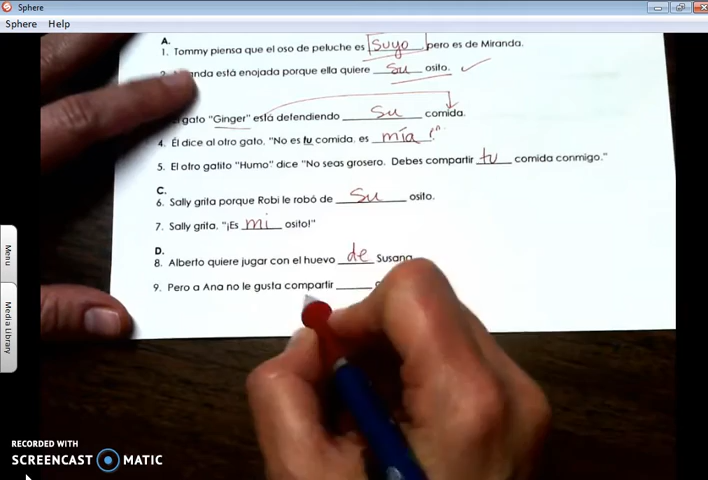 Sphere
Sphere Help
A.
1. Tommy piensa que el oso de peluche es suyo pero es de Miranda.
está enojada porque ella quiere su osito.
gato "Ginger" está defendiendo su comida.
4. Él dice al otro gato. "No es tu comida, es mía
5. El otro gatito "Humo" dice "No seas grosero. Debes compartir tu comida conmigo."
C.
6. Sally grita porque Robi le robó de su osito.
7. Sally grita. "¡Es mi osito!"
D.
8. Alberto quiere jugar con el huevo de Susana
9. Pero a Ana no le gusta compartir
Menu
Media Library
RECORDED WITH
SCREENCAST MATIC